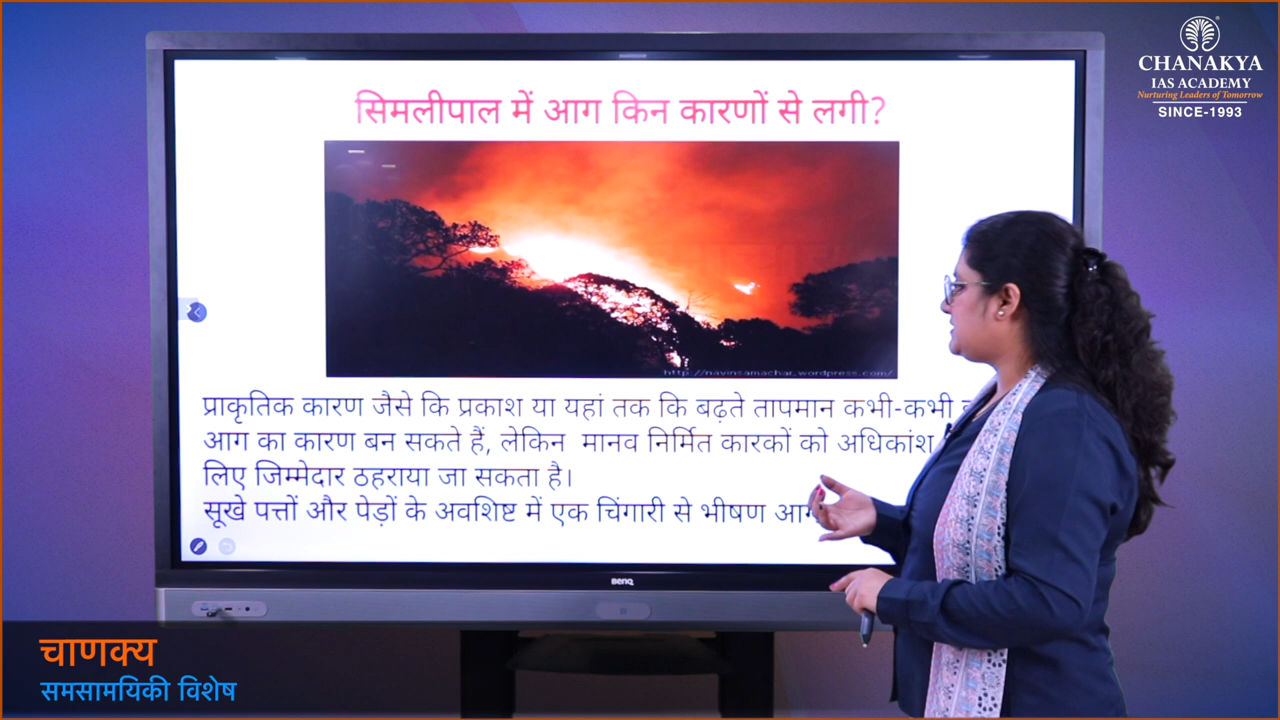 CHANAKYA
IAS ACADEMY
Nurturing Leaders of Tomorrow
SINCE-1993
सिमलीपाल में आग किन कारणों से लगी?
http://navinsamachar.wordpress.com/
प्राकृतिक कारण जैसे कि प्रकाश या यहां तक कि बढ़ते तापमान कभी-कभी
आग का कारण बन सकते हैं, लेकिन मानव निर्मित कारकों को अधिकांश
लिए जिम्मेदार ठहराया जा सकता है।
सूखे पत्तों और पेड़ों के अवशिष्ट में एक चिंगारी से भीषण
BenQ
चाणक्य
समसामयिकी विशेष